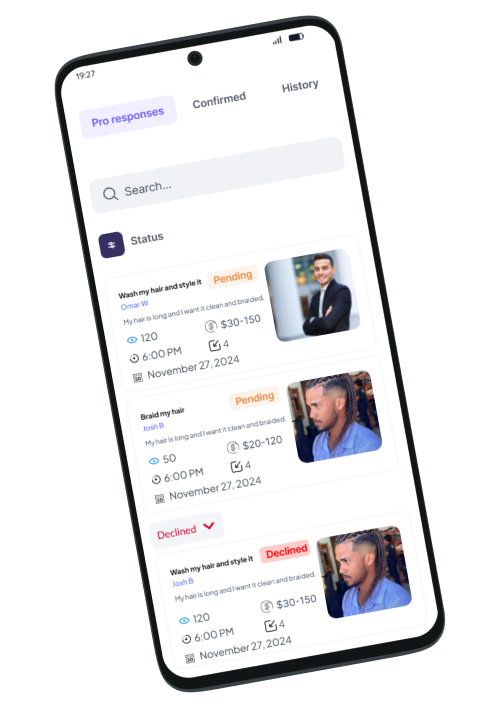 19:27
Pro responses
Confirmed
History
Search...
Status
Wash my hair and style it
Pending
Omar W
My hair is long and I want it clean and braided.
120
$30-150
6:00 PM
4
November 27, 2024
Braid my hair
Pending
Josh B
My hair is long and I want it clean and braided.
50
$20-120
6:00 PM
4
November 27, 2024
Declined
Wash my hair and style it
Declined
Josh B
My hair is long and I want it clean and braided.
120
$30-150
6:00 PM
4
November 27, 2024